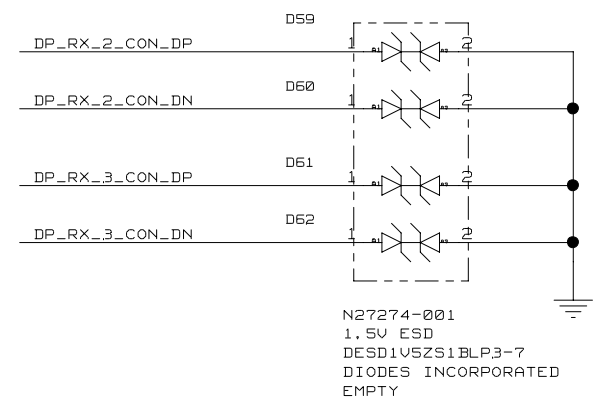 D59
DP_RX_2_CON_DP 1 2
D60
DP_RX_2_CON_DN 1 2
D61
DP_RX_3_CON_DP 1 2
D62
DP_RX_3_CON_DN 1 2
N27274-001
1.5V ESD
DESD1V5ZS1BLP3-7
DIODES INCORPORATED
EMPTY